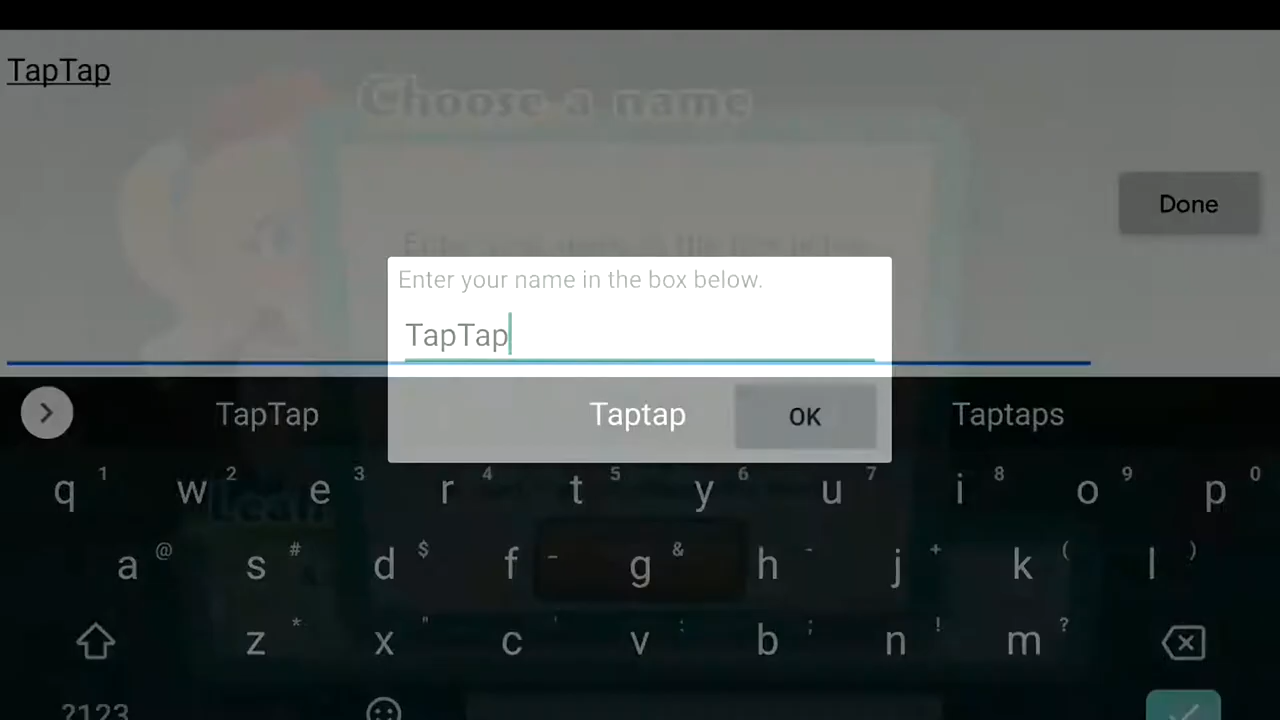 TapTap
Choose a name
Done
Enter your name in the box below.
TapTap
TapTap Taptap OK Taptaps
q 1 w 2 e 3 r 4 t 5 y 6 u 7 i 8 o 9 p 0
Leah
a @ s # d $ f _ g & h - j + k ( l )
z * x " c ' v : b ; n ! m ?
?123